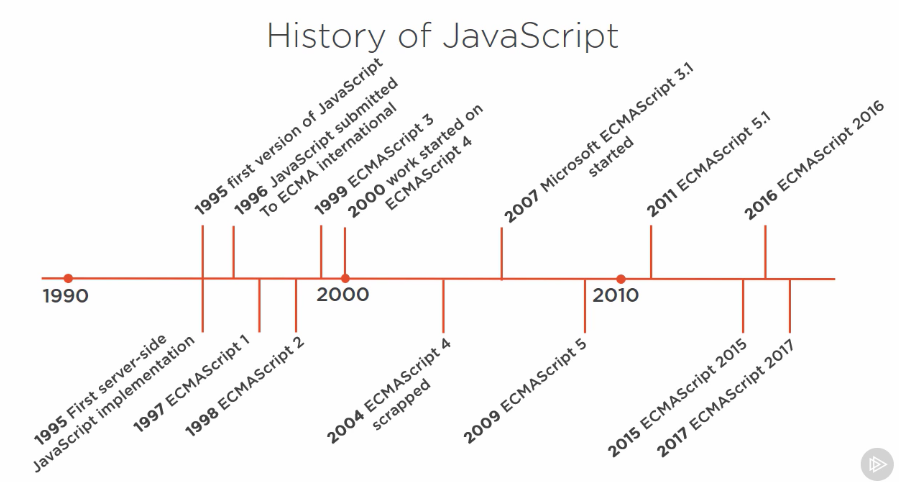 History of JavaScript
1995 first version of JavaScript
1996 JavaScript submitted
To ECMA international
1999 ECMAScript 3
2000 work started on
ECMAScript 4
2007 Microsoft ECMAScript 3.1
started
2011 ECMAScript 5.1
2016 ECMAScript 2016
1990
2000
2010
1995 First server-side
JavaScript implementation
1997 ECMAScript 1
1998 ECMAScript 2
2004 ECMAScript 4
scrapped
2009 ECMAScript 5
2015 ECMAScript 2015
2017 ECMAScript 2017